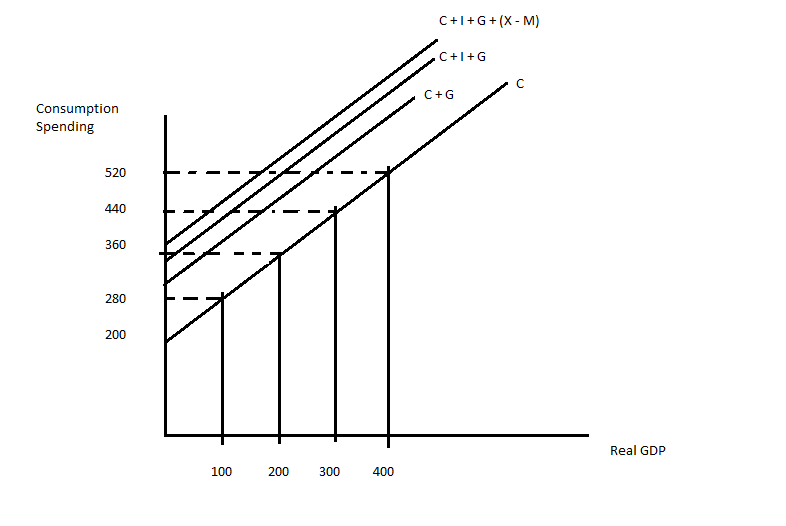 C + I + G + (X - M)
C + I + G
C
C + G
Consumption
Spending
520
440
360
280
200
Real GDP
100 200 300 400